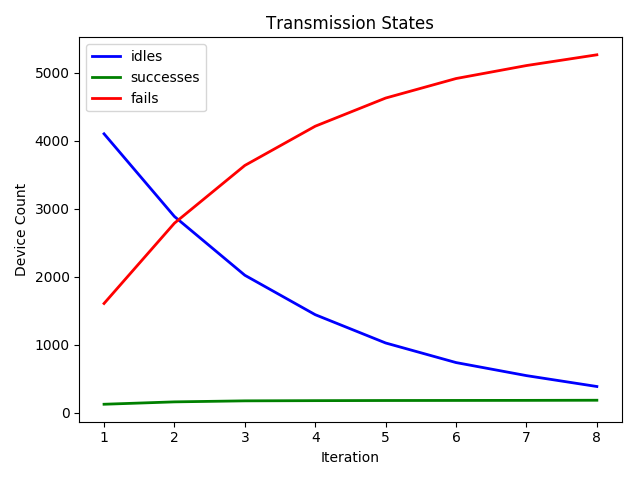 Transmission States
idles
successes
fails
Device Count
5000
4000
3000
2000
1000
0
1 2 3 4 5 6 7 8
Iteration